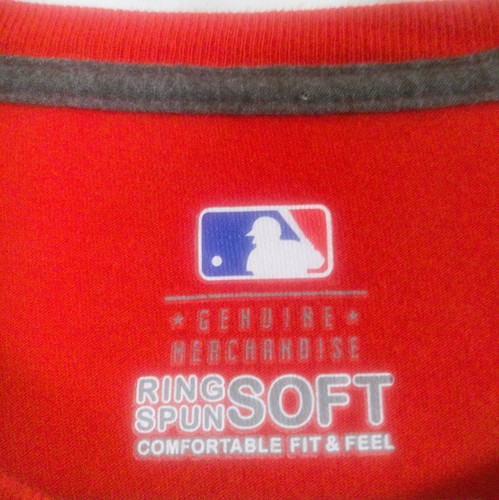 * GENUINE *
MERCHANDISE
RING SPUN SOFT
COMFORTABLE FIT & FEEL